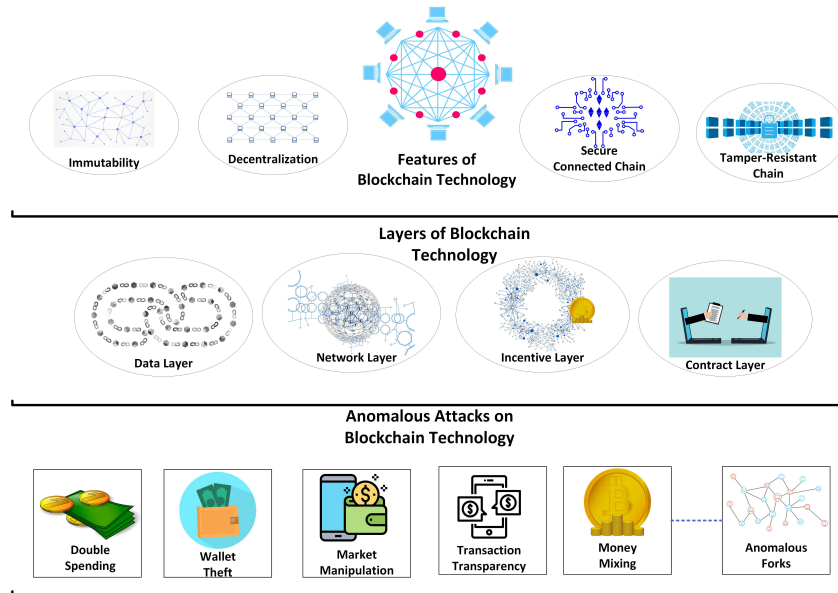 Immutability
Decentralization
Features of
Blockchain Technology
Secure
Connected Chain
Tamper-Resistant
Chain
Layers of Blockchain
Technology
Data Layer
Network Layer
Incentive Layer
Contract Layer
Anomalous Attacks on
Blockchain Technology
Double
Spending
Wallet
Theft
Market
Manipulation
Transaction
Transparency
Money
Mixing
Anomalous
Forks